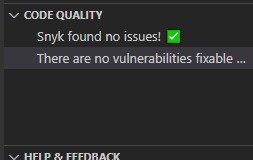 CODE QUALITY
Snyk found no issues! ✅
There are no vulnerabilities fixable ...
HELP & FEEDBACK